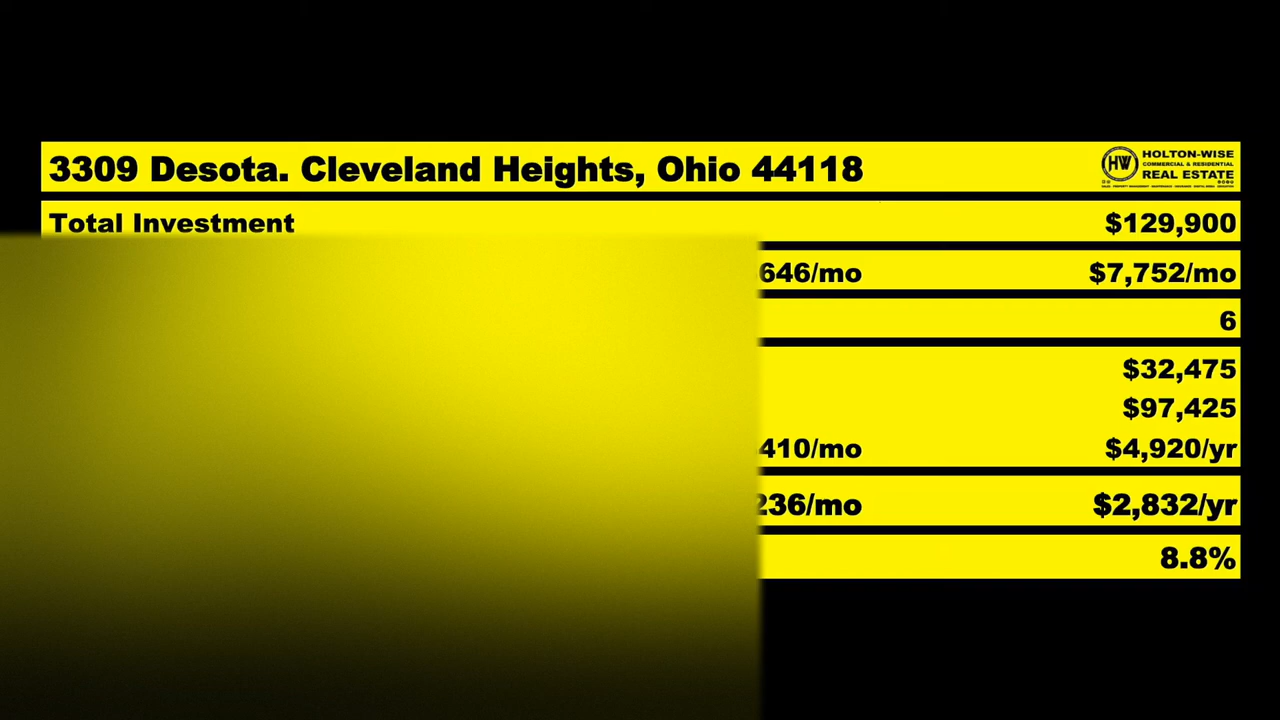 3309 Desota. Cleveland Heights, Ohio 44118
HOLTON-WISE
COMMERCIAL & RESIDENTIAL
REAL ESTATE
Total Investment $129,900
646/mo $7,752/mo
6
$32,475
$97,425
410/mo $4,920/yr
236/mo $2,832/yr
8.8%